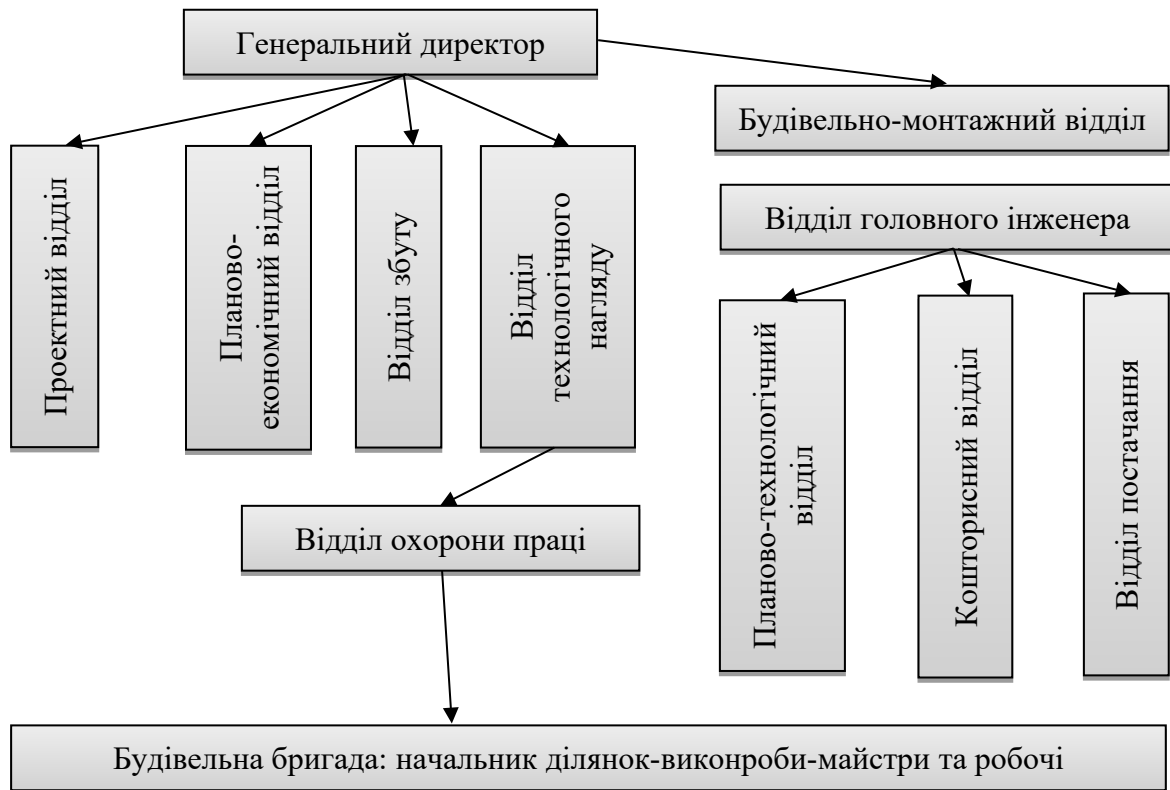 Генеральний директор
Будівельно-монтажний відділ
Проектний відділ
Планово-
економічний відділ
Відділ збуту
Відділ
технологічного
нагляду
Відділ головного інженера
Планово-технологічний
відділ
Кошторисний відділ
Відділ постачання
Відділ охорони праці
Будівельна бригада: начальник ділянок-виконроби-майстри та робочі